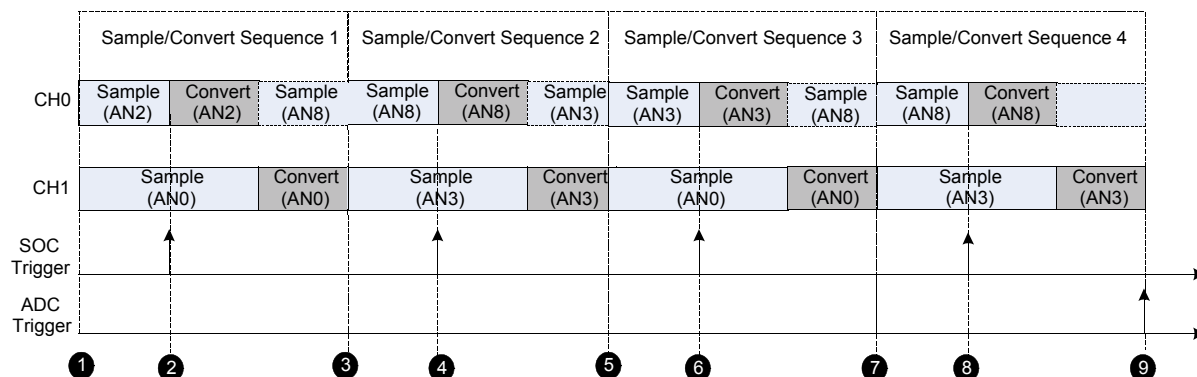 Sample/Convert Sequence 1
Sample/Convert Sequence 2
Sample/Convert Sequence 3
Sample/Convert Sequence 4
CH0
Sample
(AN2)
Convert
(AN2)
Sample
(AN8)
Sample
(AN8)
Convert
(AN8)
Sample
(AN3)
Sample
(AN3)
Convert
(AN3)
Sample
(AN8)
Sample
(AN8)
Convert
(AN8)
CH1
Sample
(AN0)
Convert
(AN0)
Sample
(AN3)
Convert
(AN3)
Sample
(AN0)
Convert
(AN0)
Sample
(AN3)
Convert
(AN3)
SOC
Trigger
ADC
Trigger
1
2
3
4
5
6
7
8
9